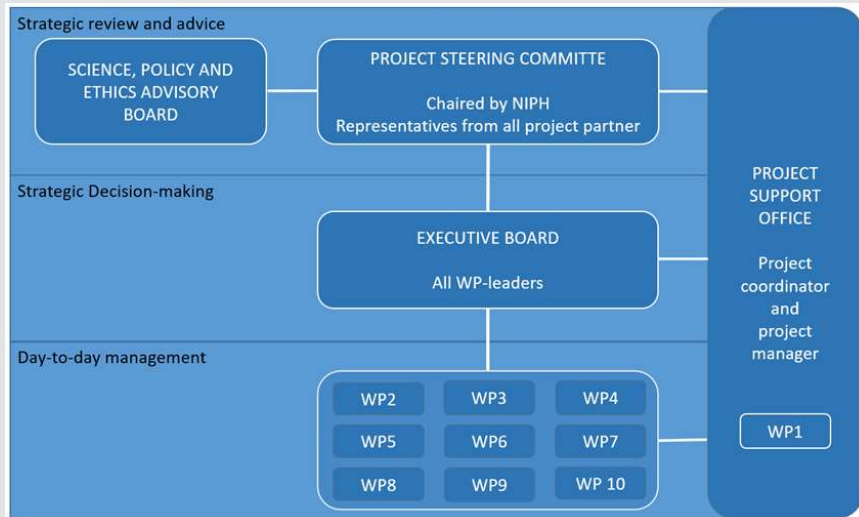 Strategic review and advice
SCIENCE, POLICY AND
ETHICS ADVISORY
BOARD
PROJECT STEERING COMMITTE
Chaired by NIPH
Representatives from all project partner
Strategic Decision-making
EXECUTIVE BOARD
All WP-leaders
Day-to-day management
WP2
WP3
WP4
WP5
WP6
WP7
WP8
WP9
WP 10
PROJECT
SUPPORT
OFFICE
Project
coordinator
and
project
manager
WP1